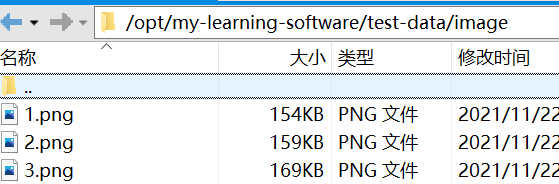 /opt/my-learning-software/test-data/image
名称 大小 类型 修改时间
..
1.png 154KB PNG 文件 2021/11/22
2.png 159KB PNG 文件 2021/11/22
3.png 169KB PNG 文件 2021/11/22